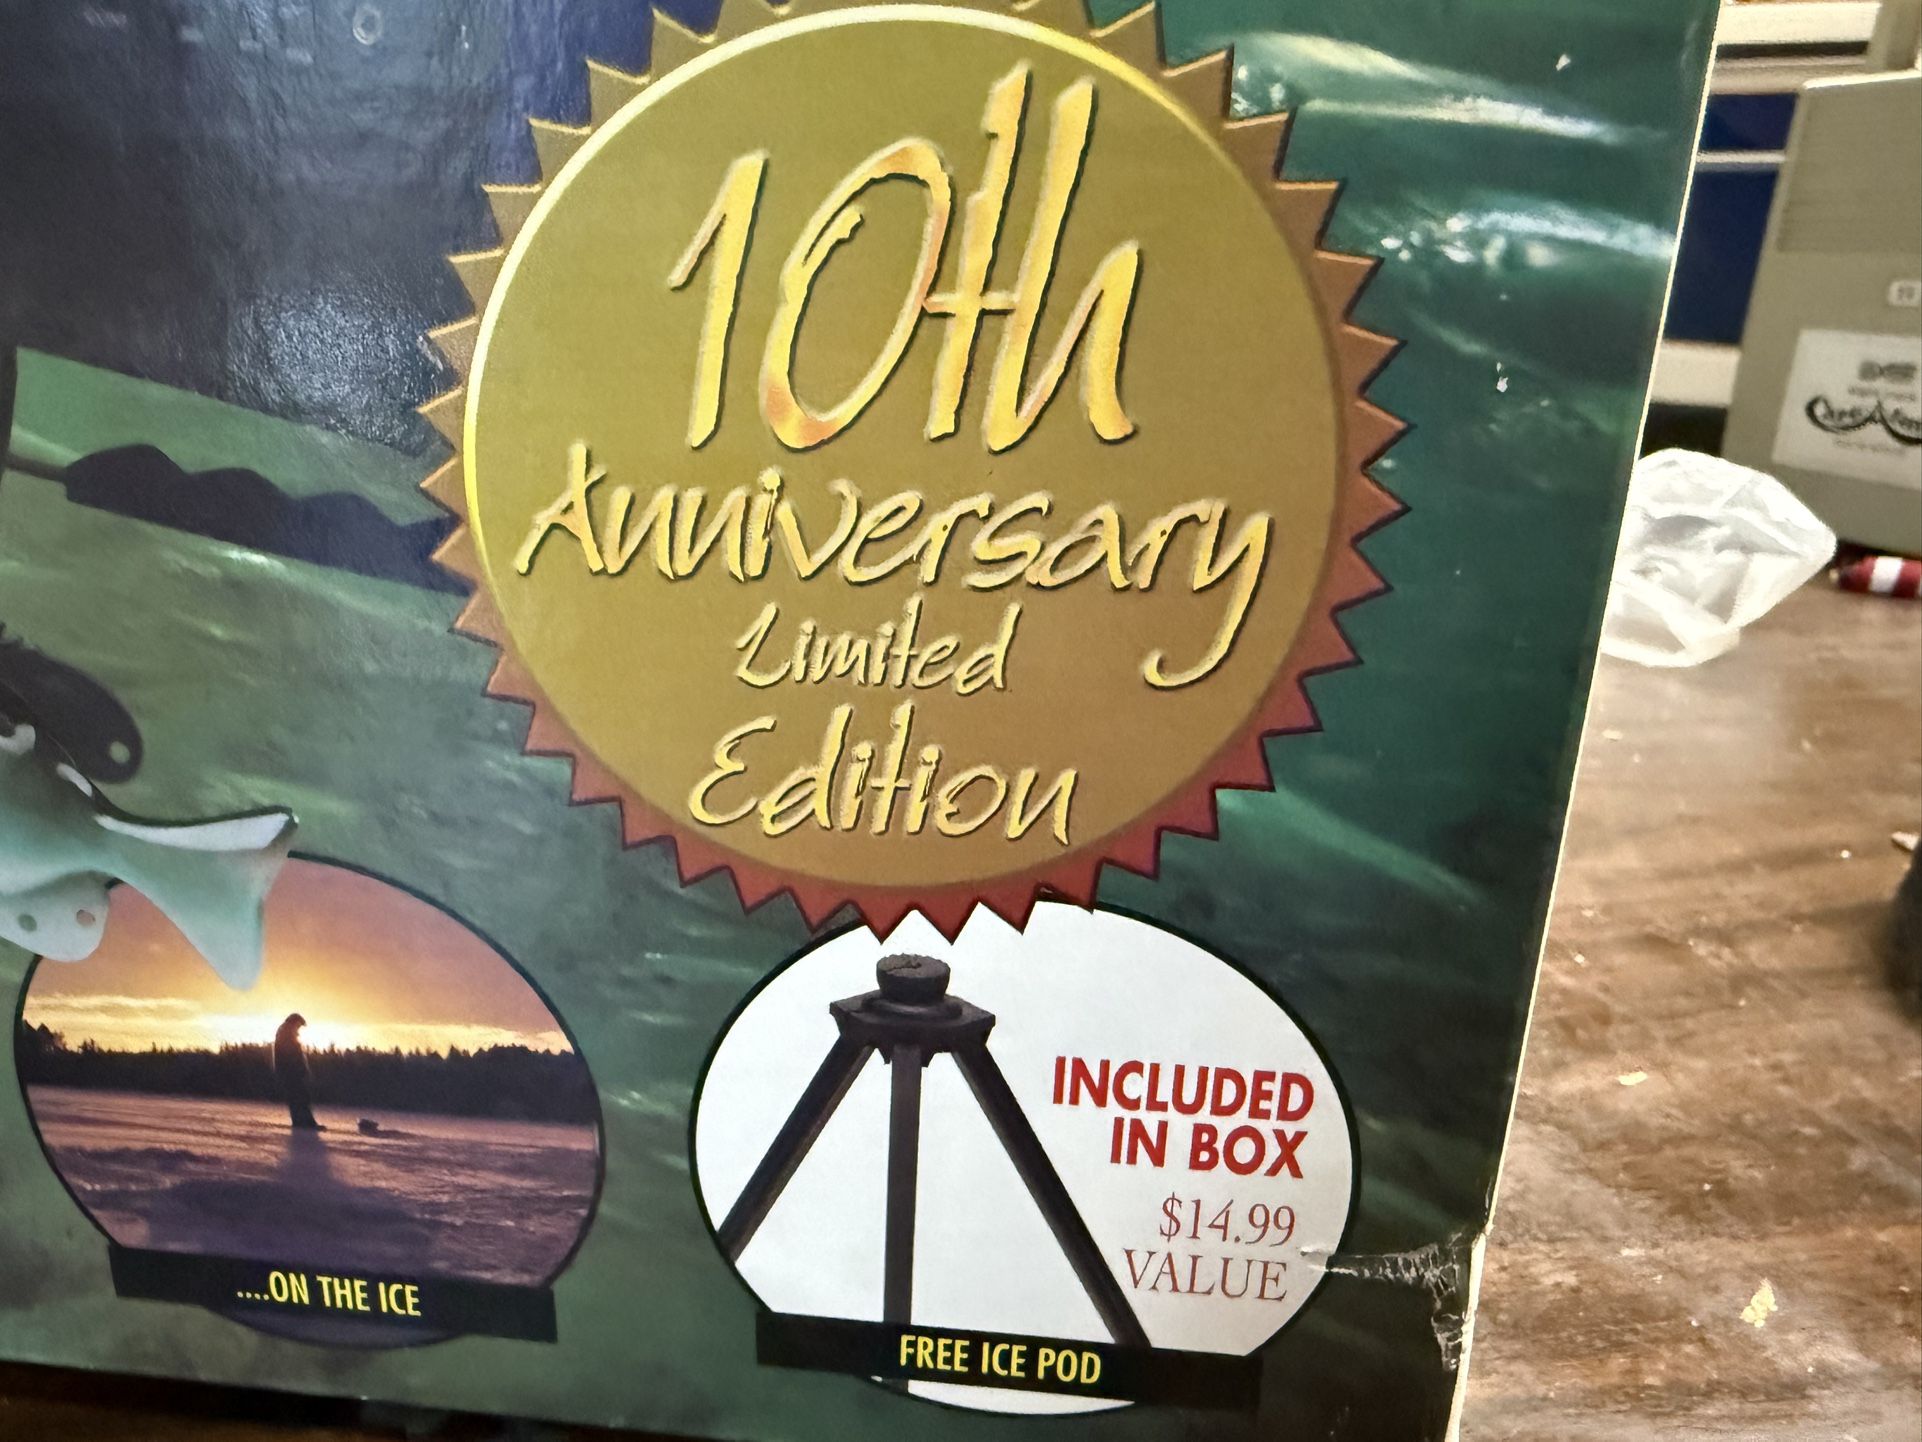 10th
Anniversary
Limited
Edition
INCLUDED
IN BOX
$14.99
VALUE
....ON THE ICE
FREE ICE POD